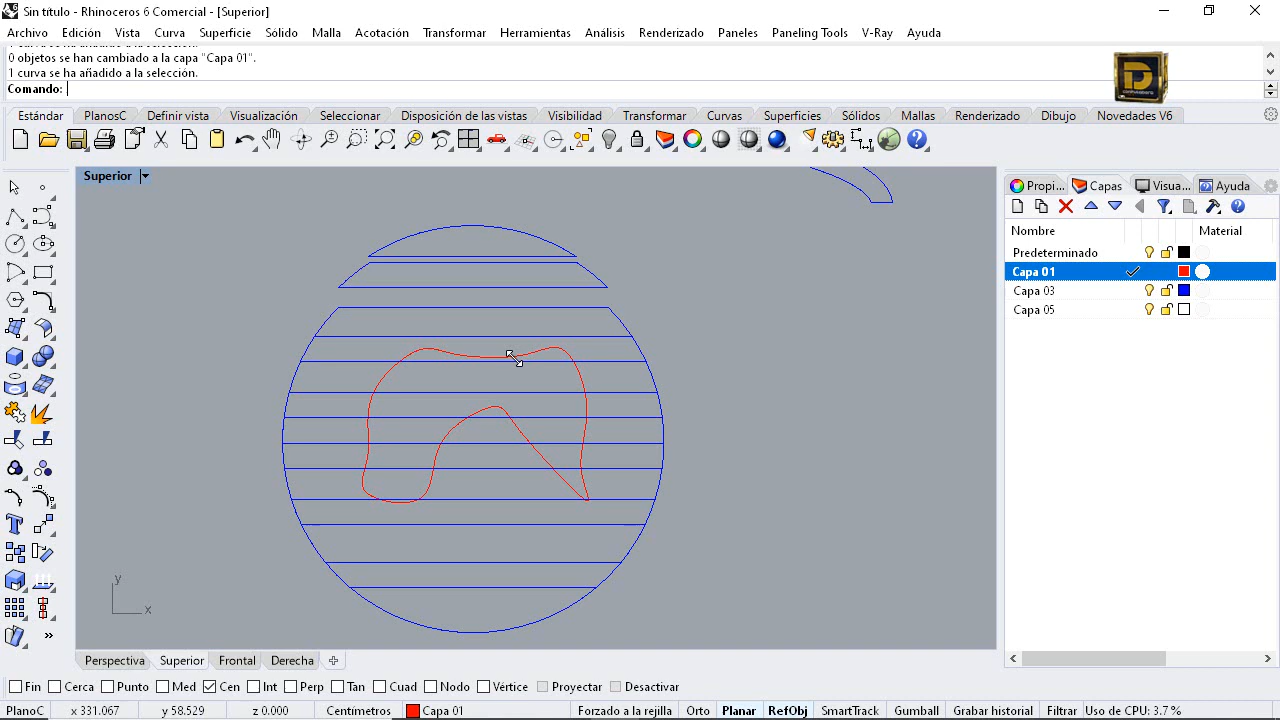 Sin título - Rhinoceros 6 Comercial - [Superior]
Archivo Edición Vista Curva Superficie Sólido Malla Acotación Transformar Herramientas Análisis Renderizado Paneles Paneling Tools V-Ray Ayuda
0 objetos se han cambiado a la capa "Capa 01".
1 curva se ha añadido a la selección.
Comando:
Estándar PlanosC Definir vista Visualización Seleccionar Disposición de las vistas Visibilidad Transformar Curvas Superficies Sólidos Mallas Renderizado Dibujo Novedades V6
Superior
Propi... Capas Visua... Ayuda
Nombre Material
Predeterminado
Capa 01
Capa 03
Capa 05
y
x
Perspectiva Superior Frontal Derecha
Fin Cerca Punto Med Cen Int Perp Tan Cuad Nodo Vértice Proyectar Desactivar
PlanoC x 331.067 y 58.529 z 0.000 Centímetros Capa 01 Forzado a la rejilla Orto Planar RefObj SmartTrack Gumball Grabar historial Filtrar Uso de CPU: 3.7 %